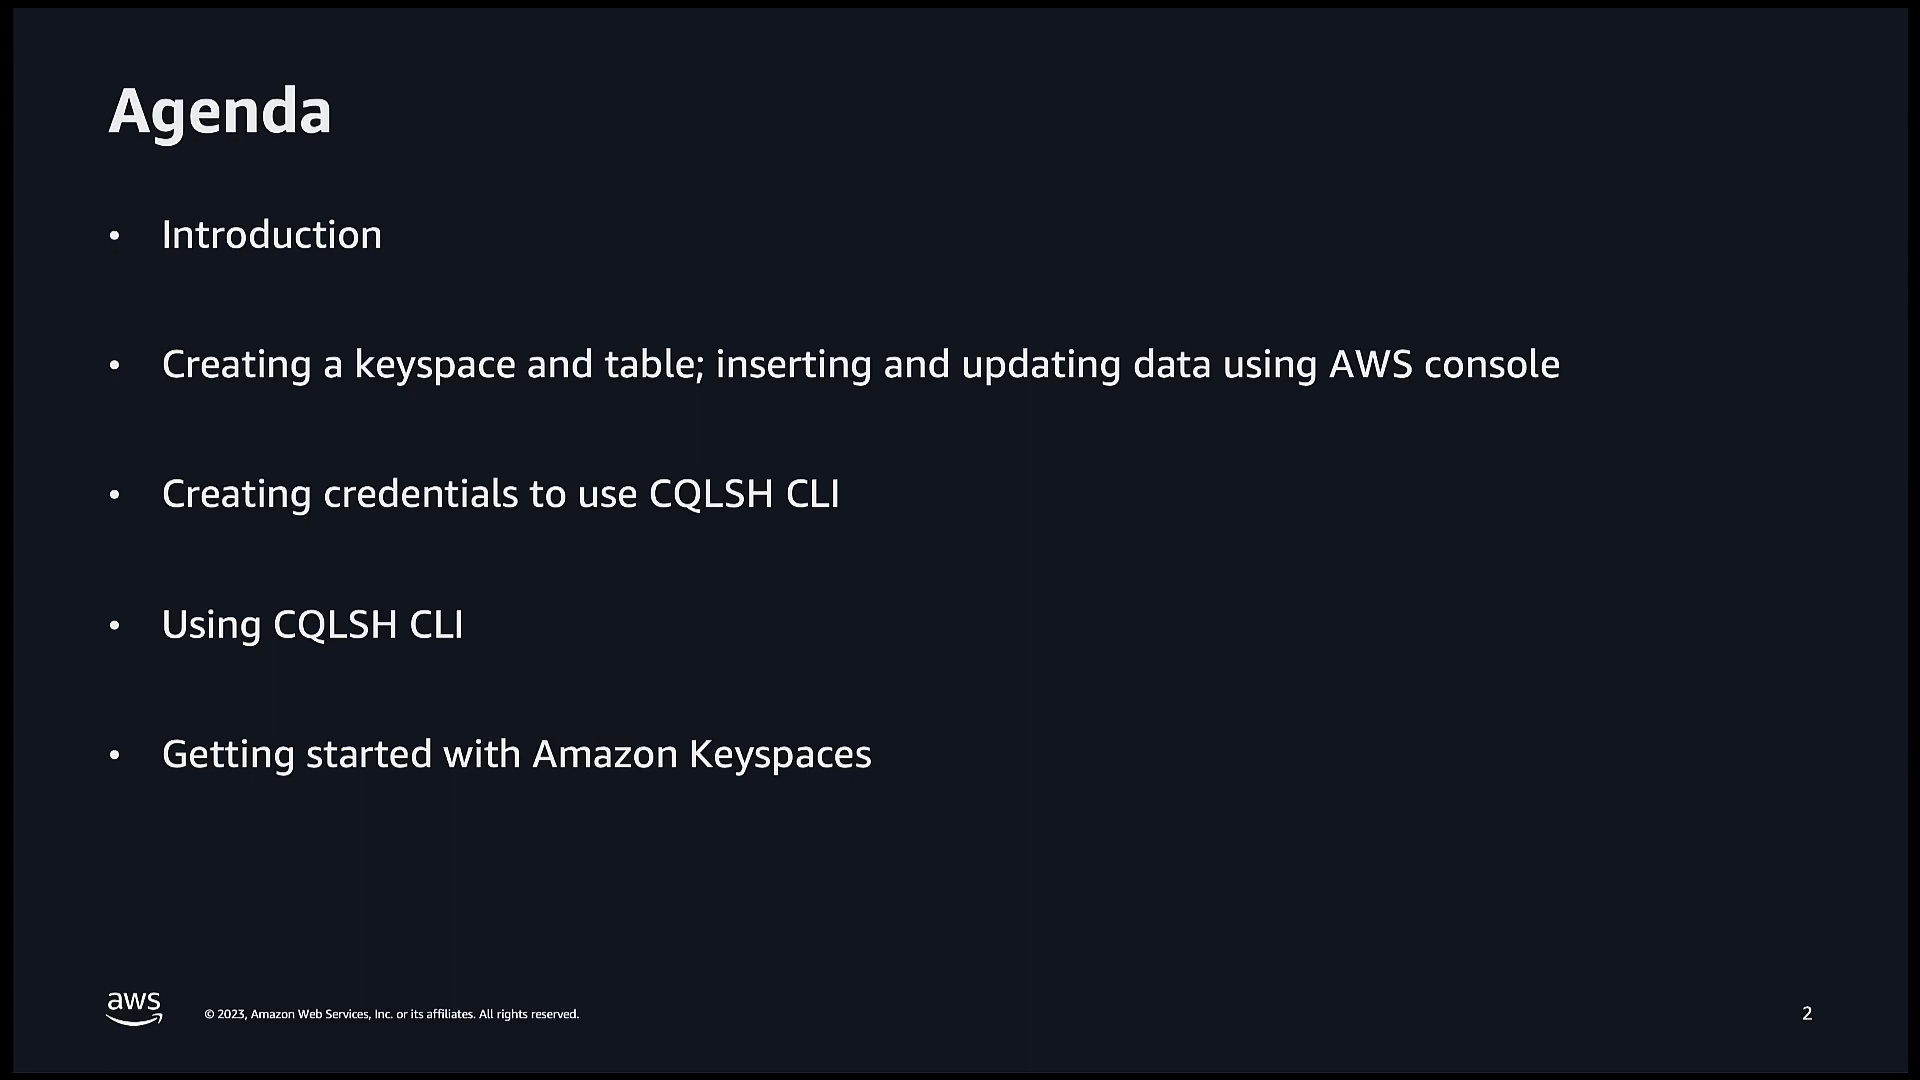 Agenda
• Introduction
• Creating a keyspace and table; inserting and updating data using AWS console
• Creating credentials to use CQLSH CLI
• Using CQLSH CLI
• Getting started with Amazon Keyspaces
aws
© 2023, Amazon Web Services, Inc. or its affiliates. All rights reserved.
2